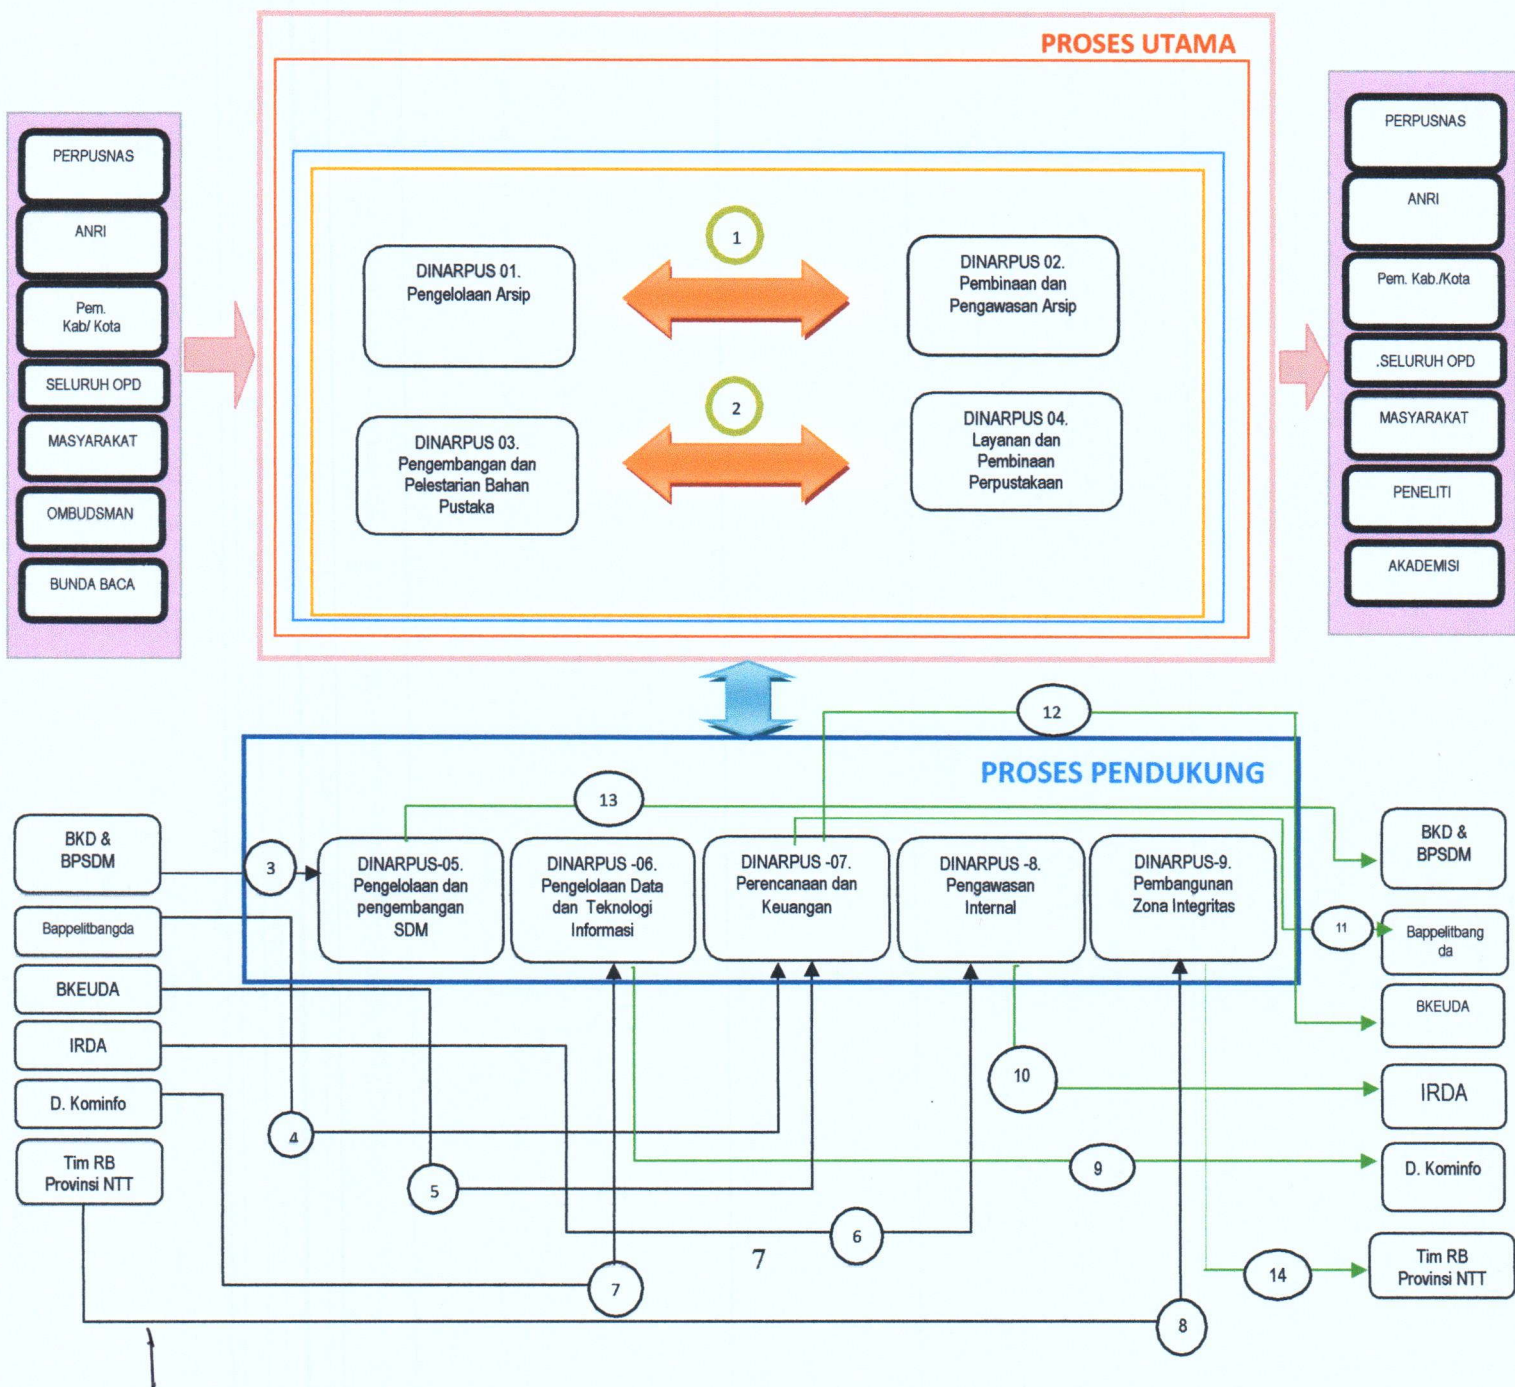 PROSES UTAMA
PERPUSNAS
ANRI
Pem.
Kab/ Kota
SELURUH OPD
MASYARAKAT
OMBUDSMAN
BUNDA BACA
1
DINARPUS 01.
Pengelolaan Arsip
DINARPUS 02.
Pembinaan dan
Pengawasan Arsip
2
DINARPUS 03.
Pengembangan dan
Pelestarian Bahan
Pustaka
DINARPUS 04.
Layanan dan
Pembinaan
Perpustakaan
PERPUSNAS
ANRI
Pem. Kab./Kota
.SELURUH OPD
MASYARAKAT
PENELITI
AKADEMISI
12
PROSES PENDUKUNG
13
BKD &
BPSDM
Bappelitbangda
BKEUDA
IRDA
D. Kominfo
Tim RB
Provinsi NTT
3
DINARPUS-05.
Pengelolaan dan
pengembangan
SDM
DINARPUS -06.
Pengelolaan Data
dan Teknologi
Informasi
DINARPUS -07.
Perencanaan dan
Keuangan
DINARPUS -8.
Pengawasan
Internal
DINARPUS-9.
Pembangunan
Zona Integritas
11
10
4
9
5
6
7
7
14
8
BKD &
BPSDM
Bappelitbang
da
BKEUDA
IRDA
D. Kominfo
Tim RB
Provinsi NTT